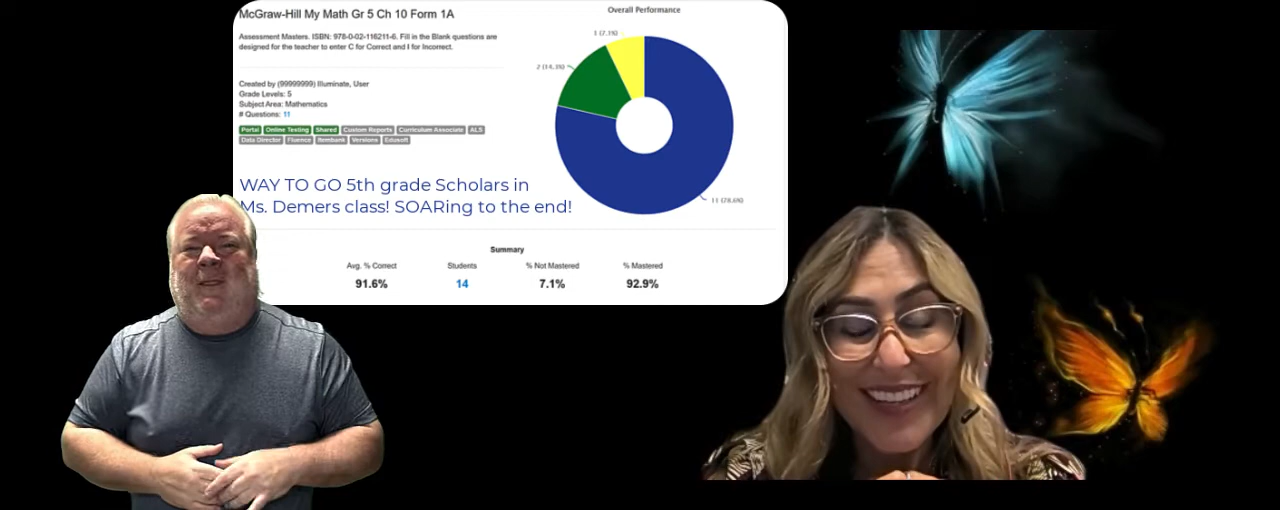 McGraw-Hill My Math Gr 5 Ch 10 Form 1A
Assessment Masters. ISBN: 978-0-02-116211-6. Fill in the Blank questions are
designed for the teacher to enter C for Correct and I for Incorrect.
Created by (99999999) Illuminate, User
Grade Levels: 5
Subject Area: Mathematics
# Questions: 11
Portal Online Testing Shared Custom Reports Curriculum Associate ALS
Data Director Fluence Itembank Versions Edusoft
WAY TO GO 5th grade Scholars in
Ms. Demers class! SOARing to the end!
Overall Performance
1 (7.1%)
2 (14.3%)
11 (78.6%)
Summary
Avg. % Correct Students % Not Mastered % Mastered
91.6% 14 7.1% 92.9%